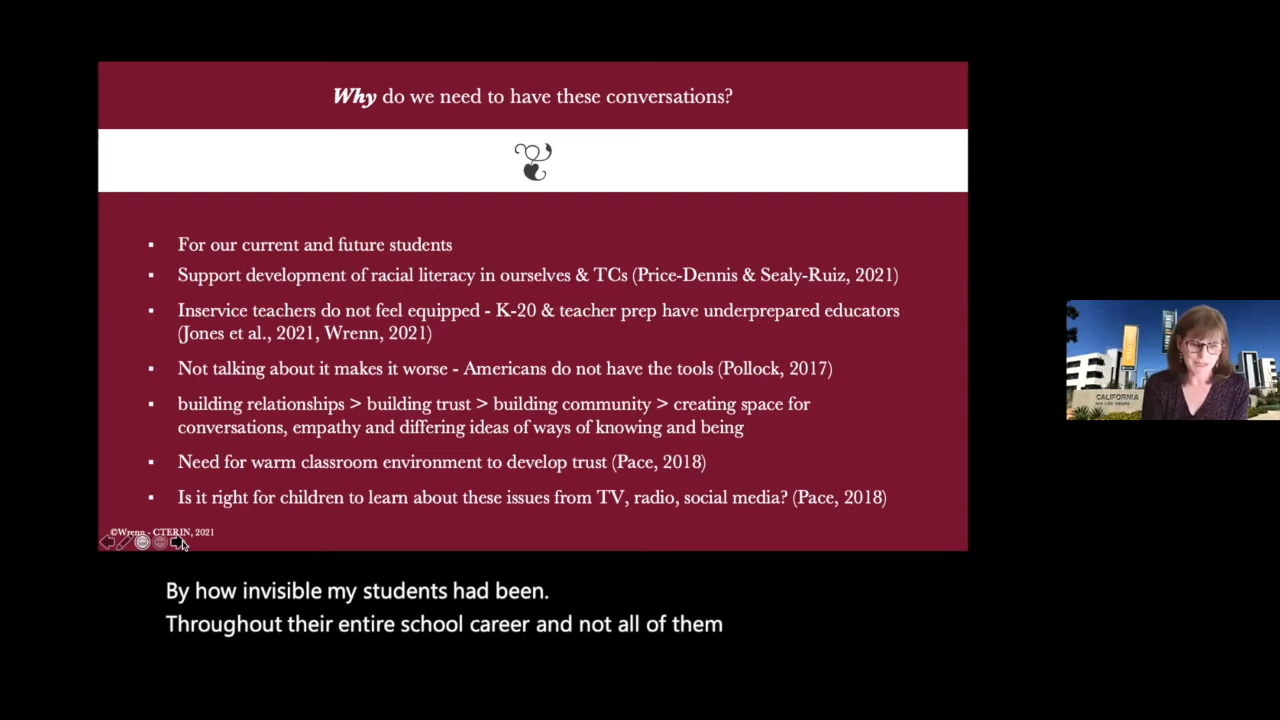 Why do we need to have these conversations?
▪ For our current and future students
▪ Support development of racial literacy in ourselves & TCs (Price-Dennis & Sealy-Ruiz, 2021)
▪ Inservice teachers do not feel equipped - K-20 & teacher prep have underprepared educators
(Jones et al., 2021, Wrenn, 2021)
▪ Not talking about it makes it worse - Americans do not have the tools (Pollock, 2017)
▪ building relationships > building trust > building community > creating space for
conversations, empathy and differing ideas of ways of knowing and being
▪ Need for warm classroom environment to develop trust (Pace, 2018)
▪ Is it right for children to learn about these issues from TV, radio, social media? (Pace, 2018)
©Wrenn - CTERIN, 2021
CALIFORNIA
By how invisible my students had been.
Throughout their entire school career and not all of them